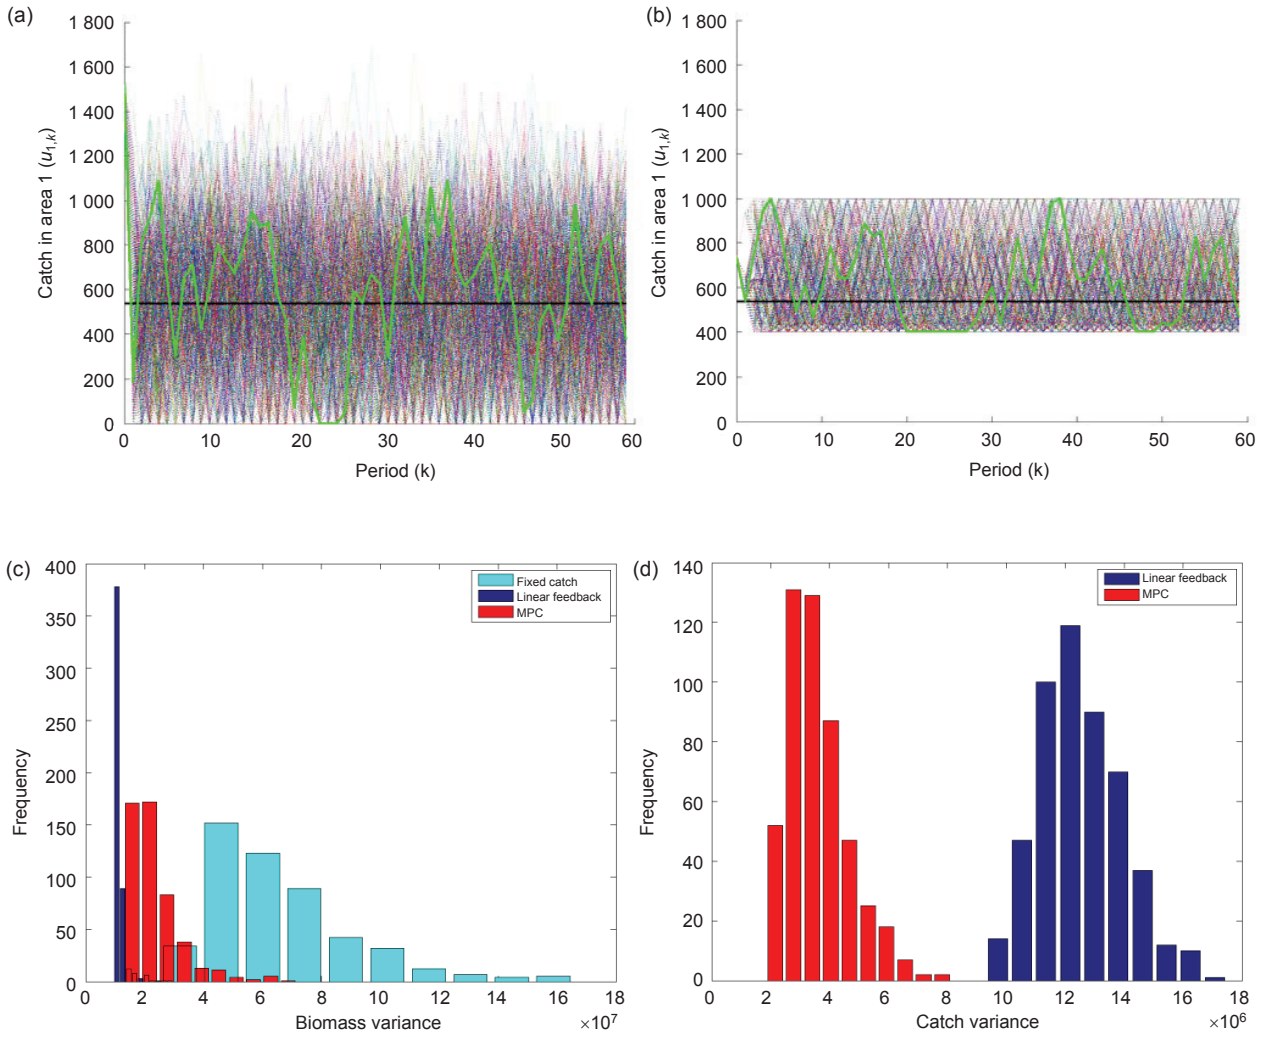 (a)
1 800
1 600
1 400
1 200
1 000
800
600
400
200
0
Catch in area 1 (u1,k)
0 10 20 30 40 50 60
Period (k)
(b)
1 800
1 600
1 400
1 200
1 000
800
600
400
200
0
Catch in area 1 (u1,k)
0 10 20 30 40 50 60
Period (k)
(c)
400
350
300
250
200
150
100
50
0
Frequency
Fixed catch
Linear feedback
MPC
0 2 4 6 8 10 12 14 16 18
Biomass variance
×10⁷
(d)
140
120
100
80
60
40
20
0
Frequency
Linear feedback
MPC
0 2 4 6 8 10 12 14 16 18
Catch variance
×10⁶